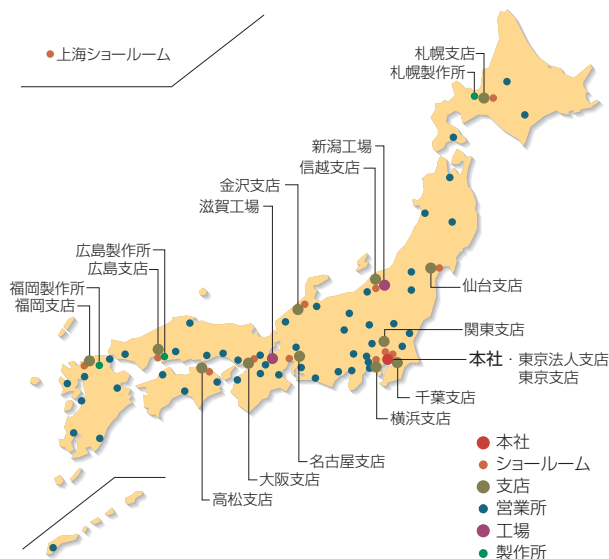 上海ショールーム
札幌支店
札幌製作所
新潟工場
信越支店
金沢支店
滋賀工場
広島製作所
広島支店
福岡製作所
福岡支店
仙台支店
関東支店
本社・東京法人支店
東京支店
千葉支店
横浜支店
名古屋支店
大阪支店
高松支店
本社
ショールーム
支店
営業所
工場
製作所